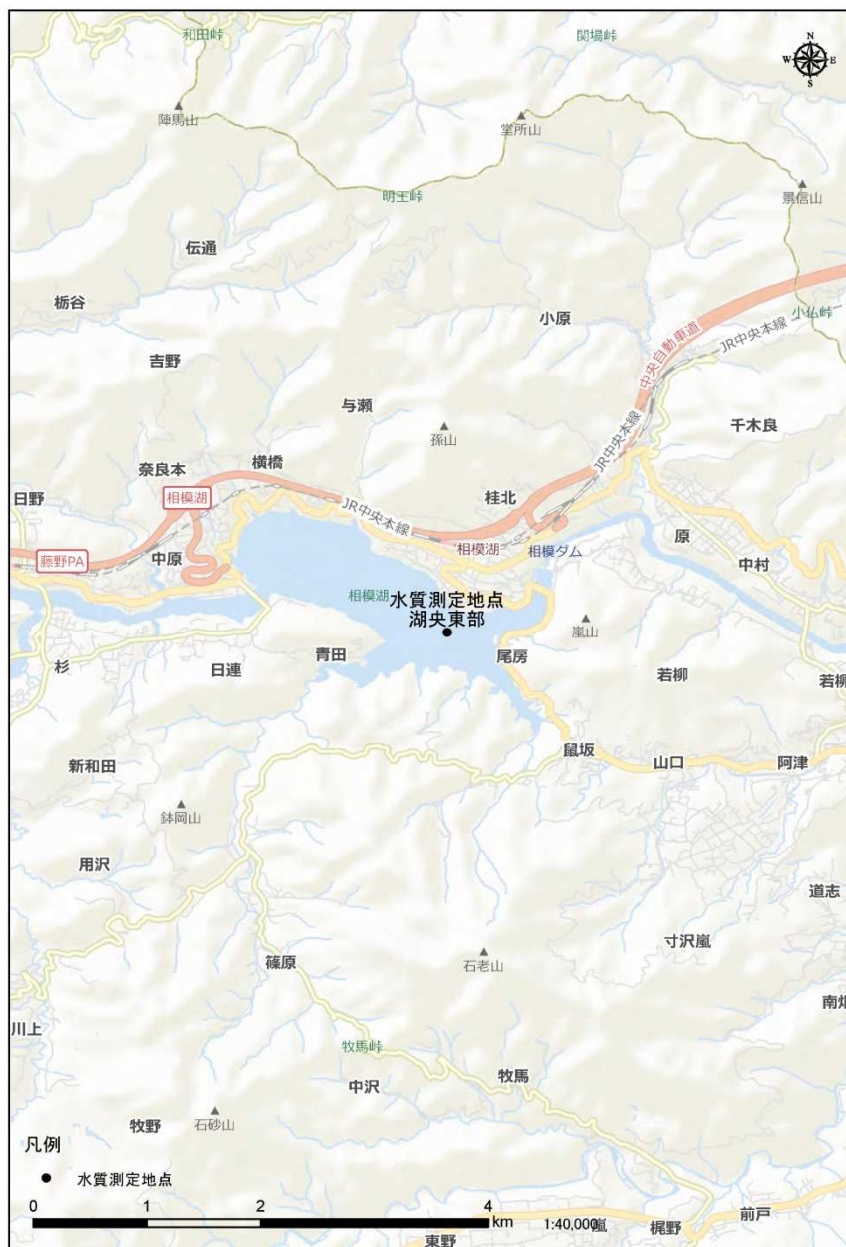 和田峠
関場峠
N
W
E
S
陣馬山
堂所山
明王峠
景信山
伝通
栃谷
小原
小仏峠
JR中央本線
中央自動車道
吉野
与瀬
孫山
千木良
JR中央本線
奈良本
横橋
日野
相模湖
桂北
JR中央本線
藤野PA
中原
相模湖
相模ダム
原
中村
相模湖
水質測定地点
湖央東部
嵐山
杉
日連
青田
尾房
若柳
若柳
新和田
鼠坂
山口
阿津
鉢岡山
用沢
道志
寸沢嵐
篠原
石老山
川上
南畑
牧馬峠
中沢
牧馬
牧野
石砂山
凡例
水質測定地点
0
1
2
4
km
1:40,000
嵐
梶野
前戸
東野